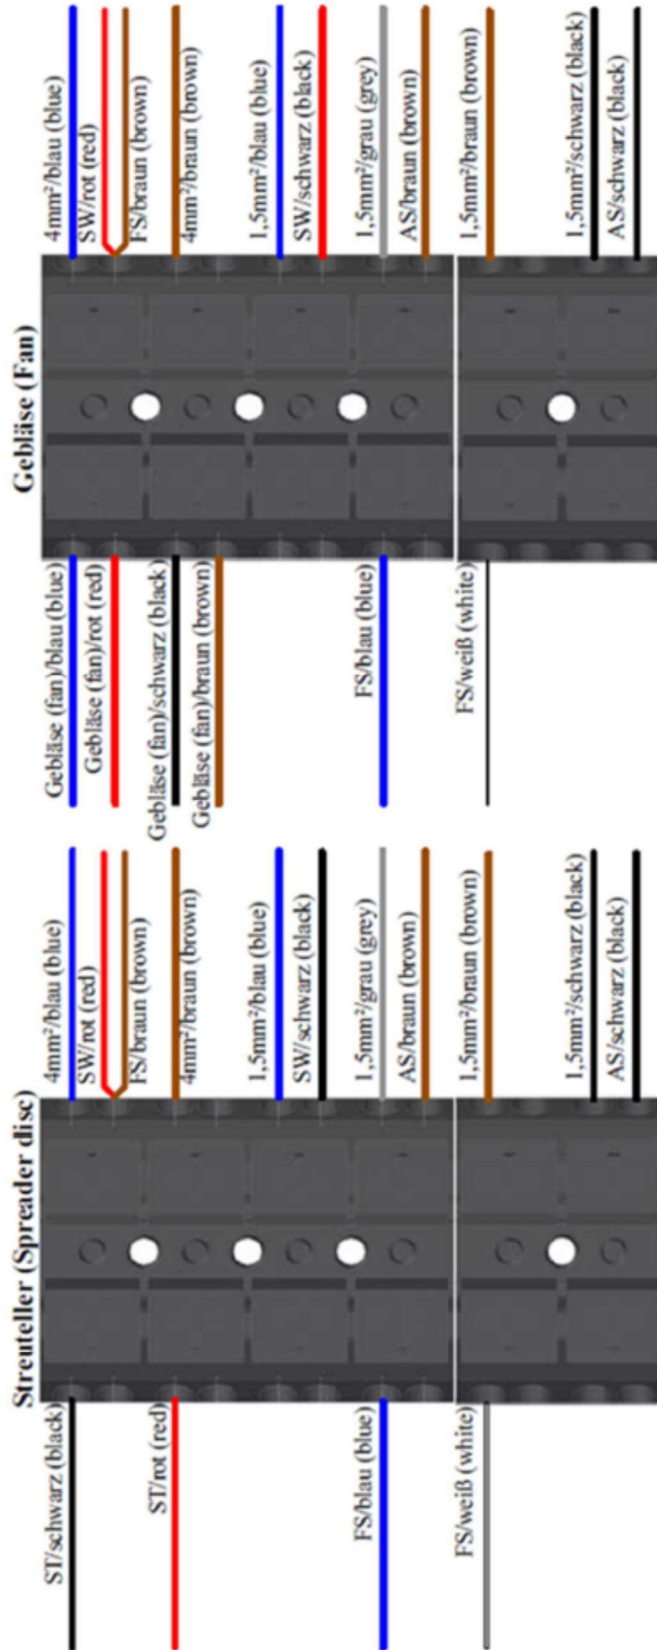 Gebläse (Fan)
4mm²/blau (blue)
SW/rot (red)
FS/braun (brown)
4mm²/braun (brown)
1,5mm²/blau (blue)
SW/schwarz (black)
1,5mm²/grau (grey)
AS/braun (brown)
1,5mm²/braun (brown)
1,5mm²/schwarz (black)
AS/schwarz (black)
Gebläse (fan)/blau (blue)
Gebläse (fan)/rot (red)
Gebläse (fan)/schwarz (black)
Gebläse (fan)/braun (brown)
FS/blau (blue)
FS/weiß (white)
Streuteller (Spreader disc)
4mm²/blau (blue)
SW/rot (red)
FS/braun (brown)
4mm²/braun (brown)
1,5mm²/blau (blue)
SW/schwarz (black)
1,5mm²/grau (grey)
AS/braun (brown)
1,5mm²/braun (brown)
1,5mm²/schwarz (black)
AS/schwarz (black)
ST/schwarz (black)
ST/rot (red)
FS/blau (blue)
FS/weiß (white)